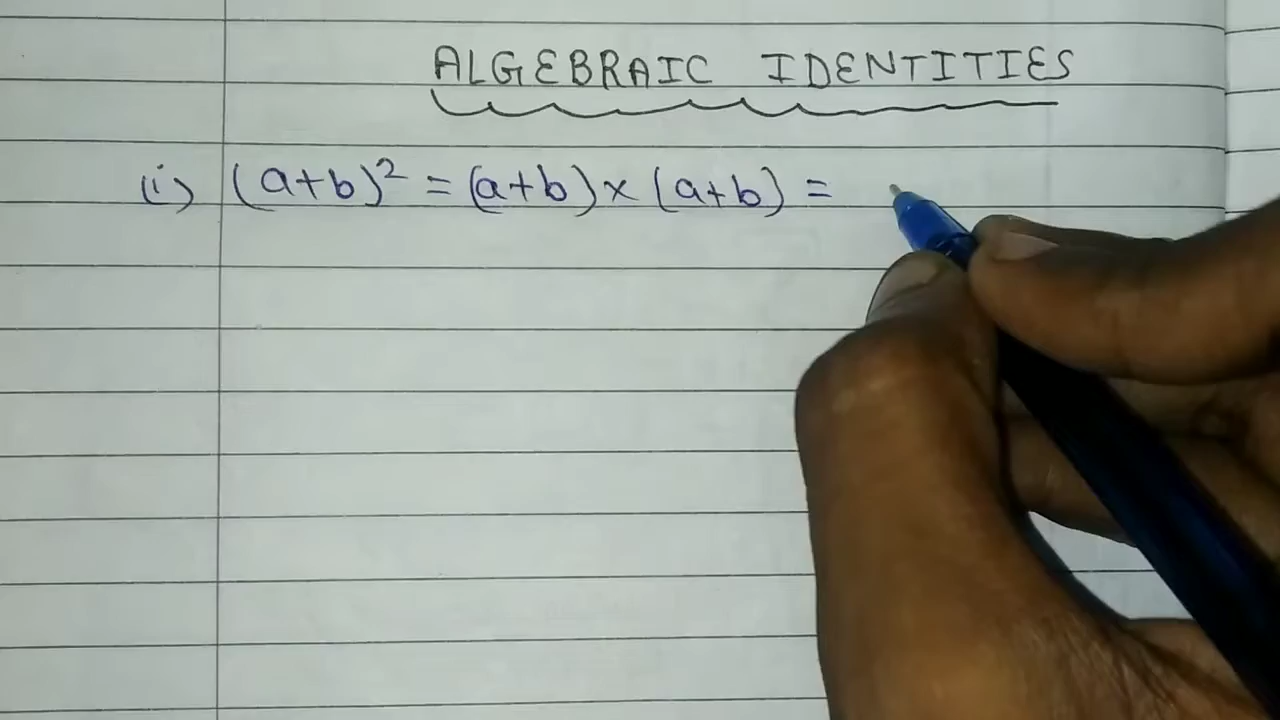 ALGEBRAIC IDENTITIES
(i) (a+b)² = (a+b)×(a+b) =